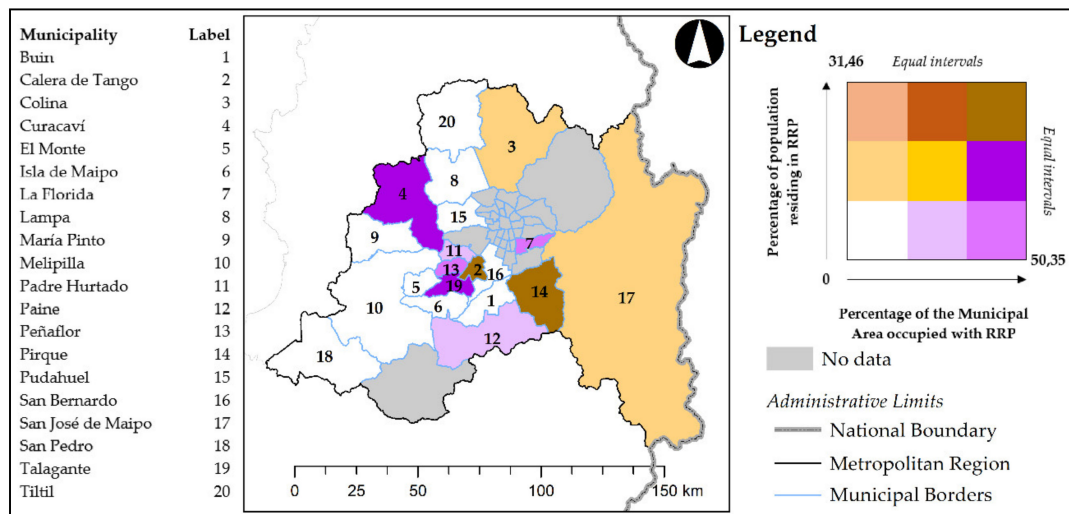 Municipality Label
Buin 1
Calera de Tango 2
Colina 3
Curacaví 4
El Monte 5
Isla de Maipo 6
La Florida 7
Lampa 8
María Pinto 9
Melipilla 10
Padre Hurtado 11
Paine 12
Peñaflor 13
Pirque 14
Pudahuel 15
San Bernardo 16
San José de Maipo 17
San Pedro 18
Talagante 19
Tiltil 20
20
3
8
4
15
9
7
11
13
2
16
5
19
14
17
10
6
1
12
18
0 50 100 150 km
Legend
31,46
Equal intervals
Percentage of population
residing in RRP
Equal intervals
50,35
0
Percentage of the Municipal
Area occupied with RRP
No data
Administrative Limits
National Boundary
Metropolitan Region
Municipal Borders